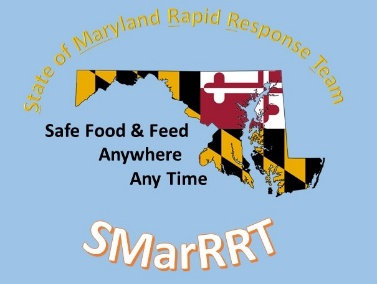 State of Maryland Rapid Response Team
Safe Food & Feed
Anywhere
Any Time
SMarRRT